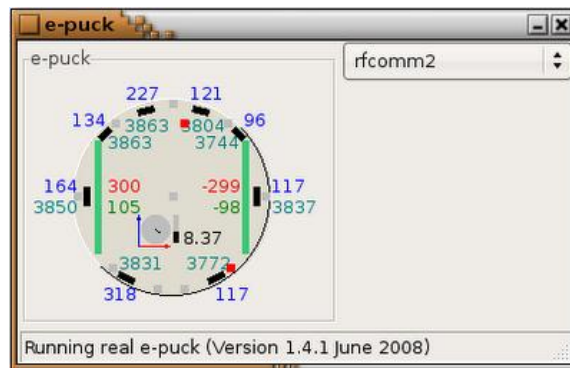 e-puck
e-puck
rfcomm2
227 121
134 3863 3804 96
3863 3744
164 300 -299 117
3850 105 -98 3837
8.37
3831 3772
318 117
Running real e-puck (Version 1.4.1 June 2008)